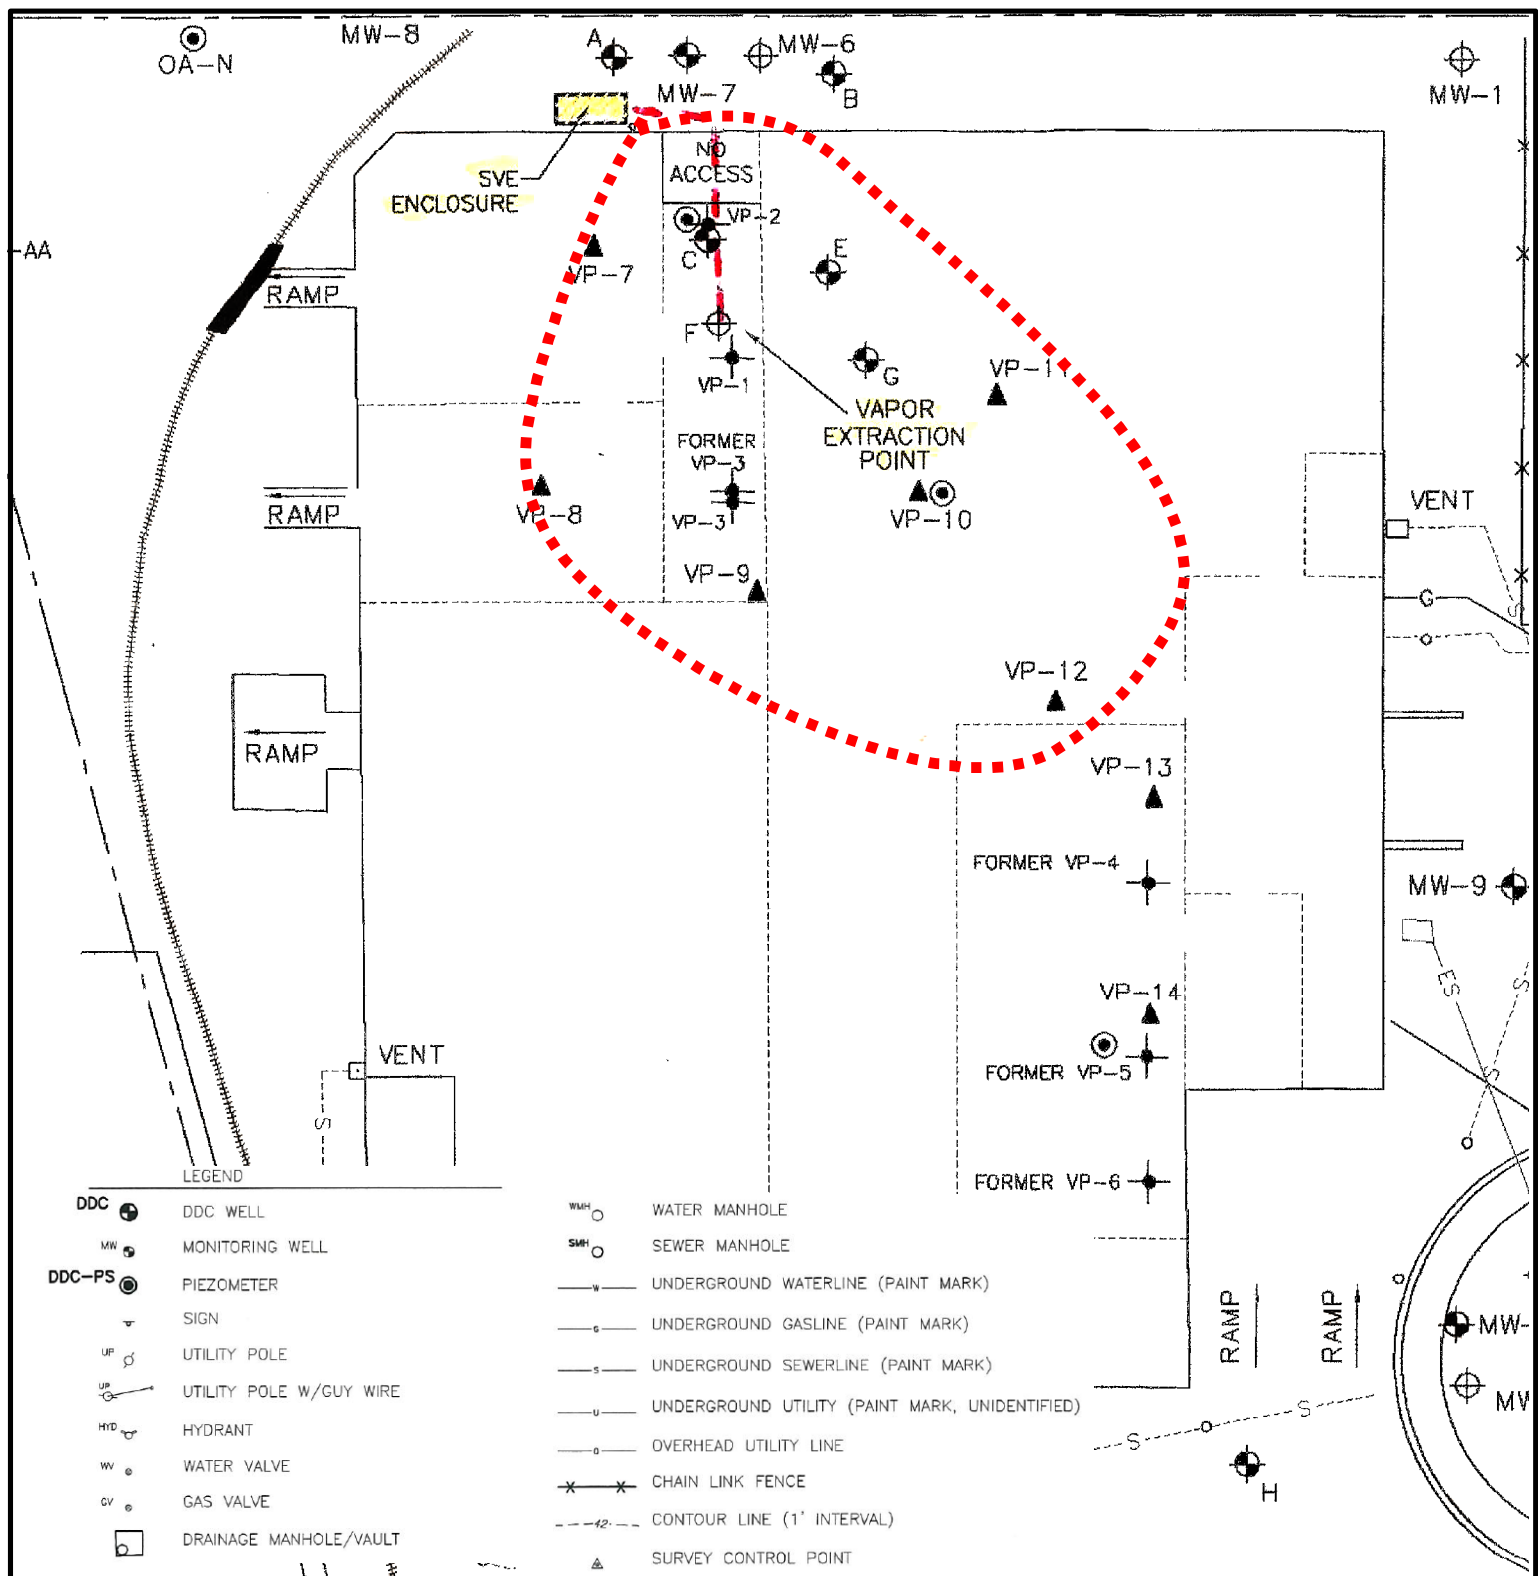 OA-N
MW-8
A
MW-7
MW-6
B
MW-1
NO
ACCESS
SVE
ENCLOSURE
VP-2
C
E
VP-7
AA
RAMP
F
VP-1
G
VP-11
VAPOR
EXTRACTION
POINT
FORMER
VP-3
VP-3
VP-8
RAMP
VP-10
VENT
VP-9
G
S
VP-12
RAMP
VP-13
FORMER VP-4
MW-9
ES
S
VP-14
S
FORMER VP-5
VENT
S
FORMER VP-6
RAMP
RAMP
MW-
MW
S
S
H
LEGEND
DDC
DDC WELL
MW
MONITORING WELL
DDC-PS
PIEZOMETER
SIGN
UP
UTILITY POLE
UP
UTILITY POLE W/GUY WIRE
HYD
HYDRANT
WV
WATER VALVE
GV
GAS VALVE
DRAINAGE MANHOLE/VAULT
WMH
WATER MANHOLE
SMH
SEWER MANHOLE
W
UNDERGROUND WATERLINE (PAINT MARK)
G
UNDERGROUND GASLINE (PAINT MARK)
S
UNDERGROUND SEWERLINE (PAINT MARK)
U
UNDERGROUND UTILITY (PAINT MARK, UNIDENTIFIED)
O
OVERHEAD UTILITY LINE
CHAIN LINK FENCE
42
CONTOUR LINE (1' INTERVAL)
SURVEY CONTROL POINT